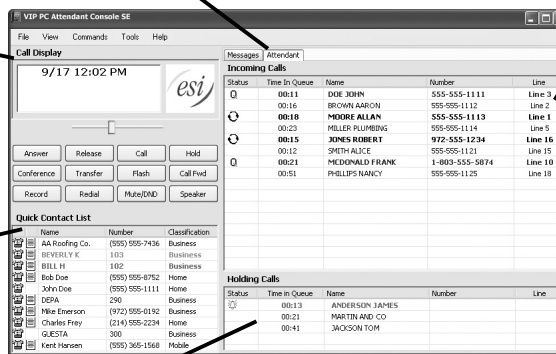 VIP PC Attendant Console SE
File View Commands Tools Help
Call Display
9/17 12:02 PM
esi
Answer Release Call Hold
Conference Transfer Flash Call Fwd
Record Redial Mute/DND Speaker
Quick Contact List
Name Number Classification
AA Roofing Co. (555) 555-7436 Business
BEVERLY K 103 Business
BILL H 102 Business
Bob Doe (555) 555-8752 Home
John Doe (555) 555-1111 Home
DEPA 290 Business
Mike Emerson (972) 555-0192 Business
Charles Frey (214) 555-2234 Home
GUESTA 300 Business
Kent Hansen (555) 365-1568 Mobile
Messages Attendant
Incoming Calls
Status Time In Queue Name Number Line
00:11 DOE JOHN 555-555-1111 Line 3
00:16 BROWN AARON 555-555-1112 Line 2
00:18 MOORE ALLAN 555-555-1113 Line 1
00:23 MILLER PLUMBING 555-555-1114 Line 5
00:15 JONES ROBERT 972-555-1234 Line 16
00:12 SMITH ALICE 555-555-1121 Line 15
00:21 MCDONALD FRANK 1-803-555-5874 Line 10
00:51 PHILLIPS NANCY 555-555-1125 Line 18
Holding Calls
Status Time in Queue Name Number Line
00:13 ANDERSON JAMES
00:21 MARTIN AND CO
00:41 JACKSON TOM